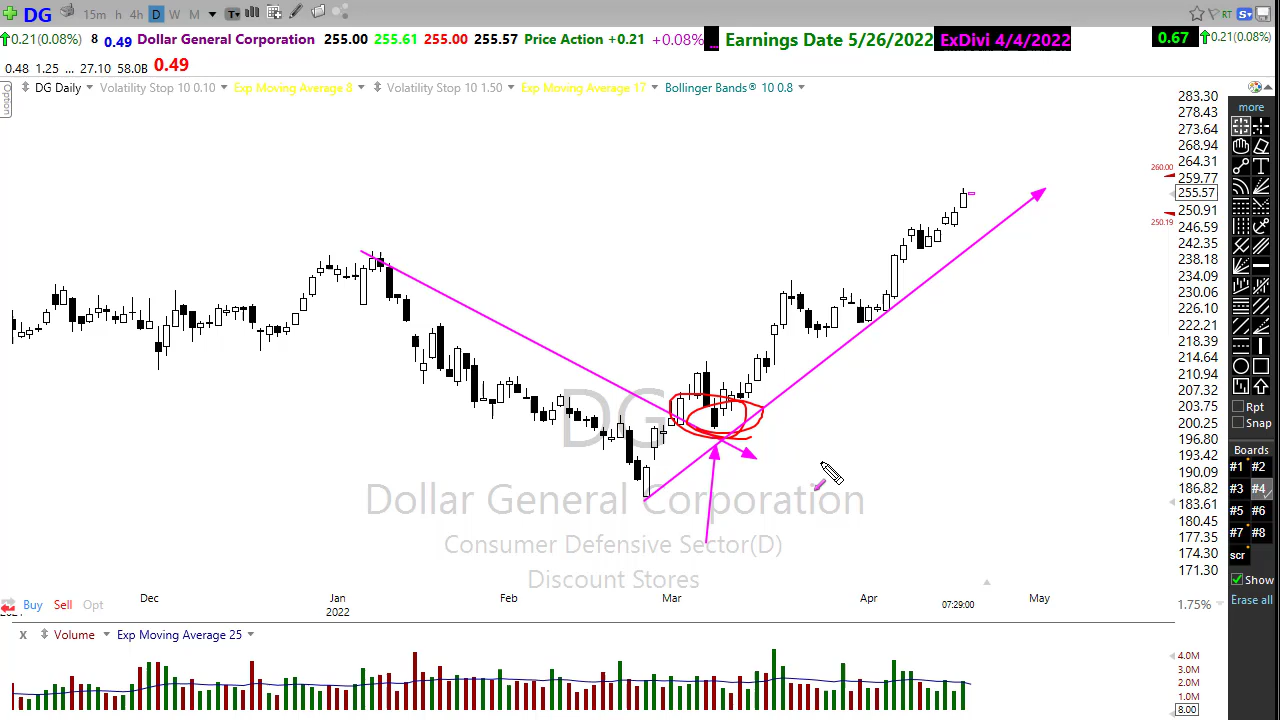 DG 15m h 4h D W M T
RT S
0.21(0.08%) 8 0.49 Dollar General Corporation 255.00 255.61 255.00 255.57 Price Action +0.21 +0.08% ... Earnings Date 5/26/2022 ExDivi 4/4/2022 0.67 0.21(0.08%)
0.48 1.25 ... 27.10 58.0B 0.49
Option
DG Daily Volatility Stop 10 0.10 Exp Moving Average 8 Volatility Stop 10 1.50 Exp Moving Average 17 Bollinger Bands® 10 0.8
283.30
278.43
273.64
268.94
264.31
260.00
259.77
255.57
250.91
250.19
246.59
242.35
238.18
234.09
230.06
226.10
222.21
218.39
214.64
210.94
207.32
203.75
200.25
196.80
193.42
190.09
186.82
183.61
180.45
177.35
174.30
171.30
1.75%
more
Rpt
Snap
Boards
#1 #2
#3 #4
#5 #6
#7 #8
scr
Show
Erase all
DG
Dollar General Corporation
Consumer Defensive Sector(D)
Discount Stores
Dec Jan Feb Mar Apr May
2022 07:29:00
Buy Sell Opt
X Volume Exp Moving Average 25
4.0M
3.0M
2.0M
1.0M
8.00